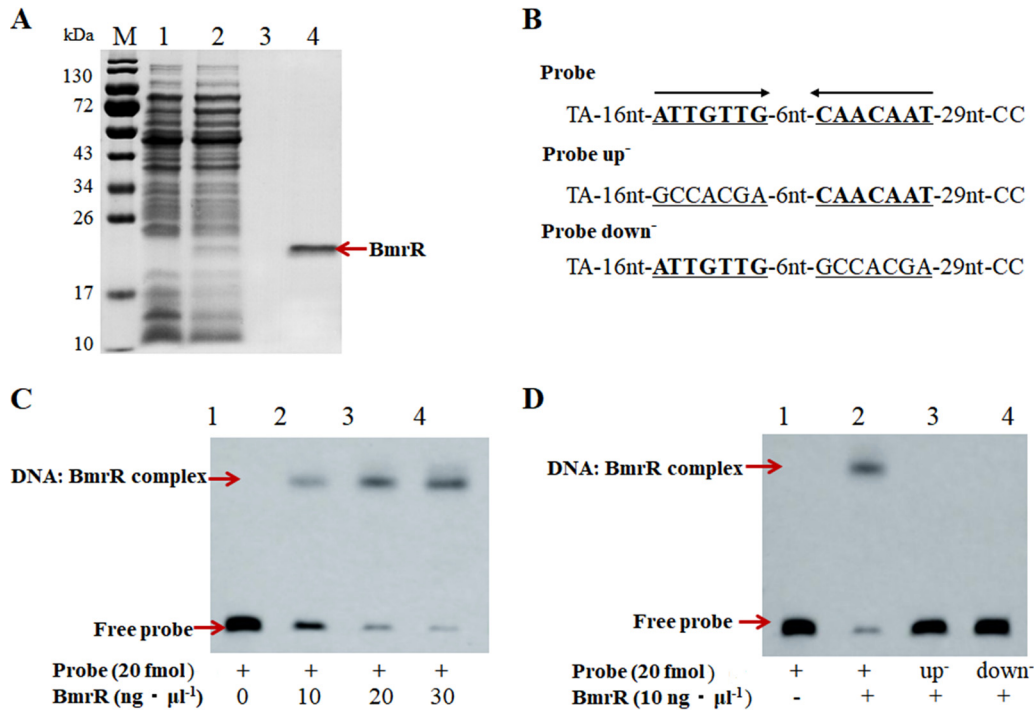 A
kDa M 1 2 3 4
130
72
43
34
26
17
10
BmrR
B
Probe
TA-16nt-ATTGTTG-6nt-CAACAAT-29nt-CC
Probe up⁻
TA-16nt-GCCACGA-6nt-CAACAAT-29nt-CC
Probe down⁻
TA-16nt-ATTGTTG-6nt-GCCACGA-29nt-CC
C
1 2 3 4
DNA: BmrR complex
Free probe
Probe (20 fmol) + + + +
BmrR (ng · μl⁻¹) 0 10 20 30
D
1 2 3 4
DNA: BmrR complex
Free probe
Probe (20 fmol) + + up⁻ down⁻
BmrR (10 ng · μl⁻¹) - + + +